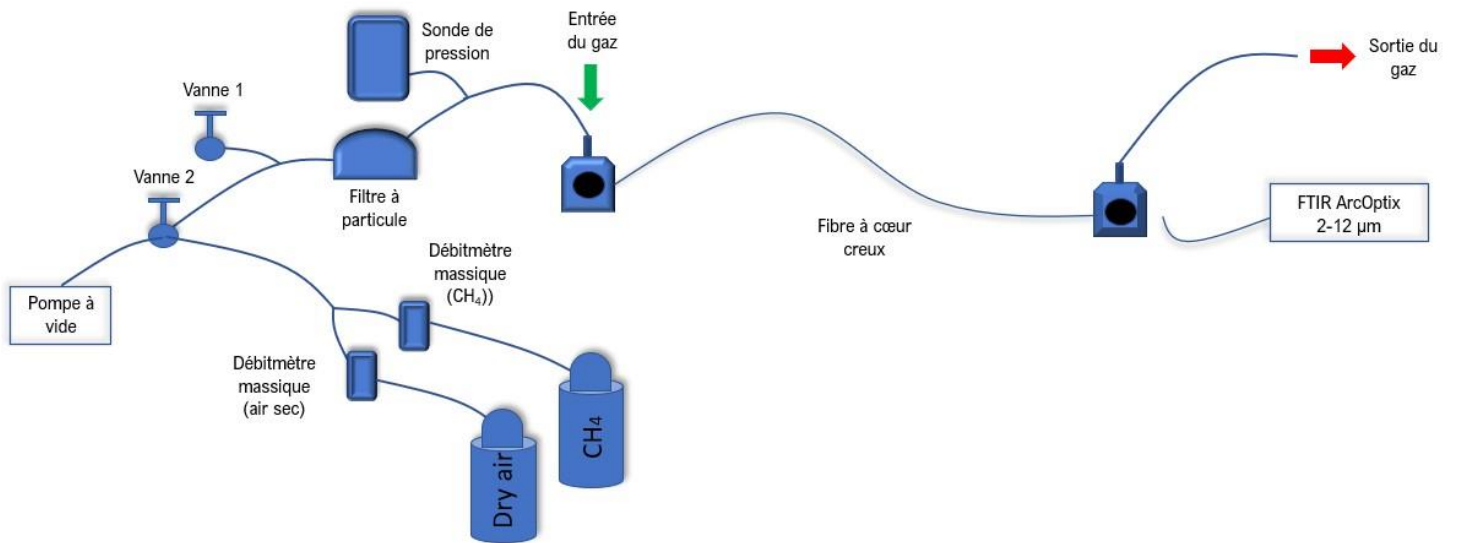 Sonde de
pression
Entrée
du gaz
Sortie du
gaz
Vanne 1
Vanne 2
Filtre à
particule
FTIR ArcOptix
2-12 µm
Fibre à cœur
creux
Débitmètre
massique
(CH₄))
Pompe à
vide
Débitmètre
massique
(air sec)
CH4
Dry air